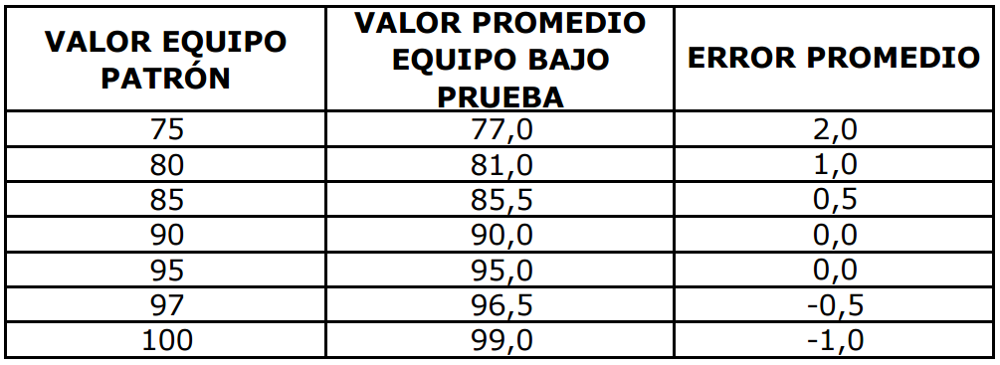 VALOR EQUIPO PATRÓN	VALOR PROMEDIO EQUIPO BAJO PRUEBA	ERROR PROMEDIO
75	77,0	2,0
80	81,0	1,0
85	85,5	0,5
90	90,0	0,0
95	95,0	0,0
97	96,5	-0,5
100	99,0	-1,0